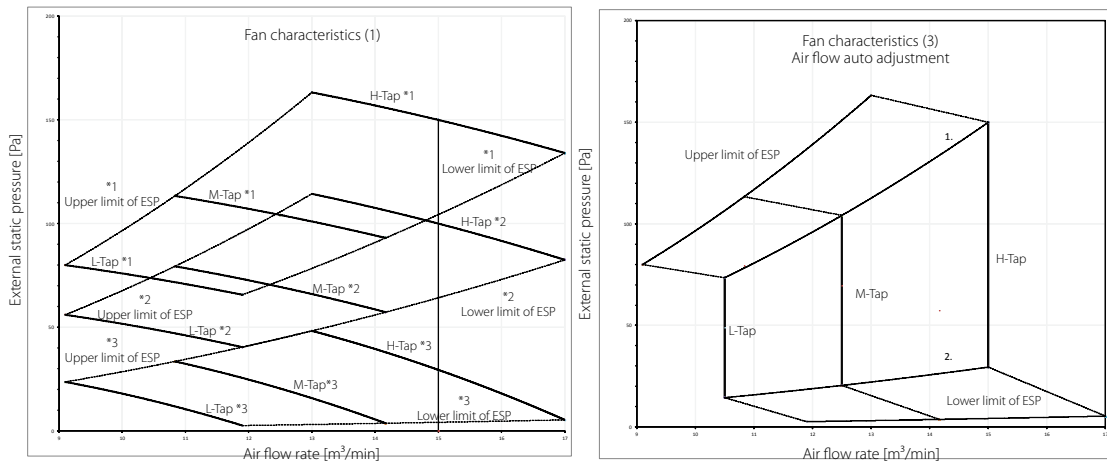 Fan characteristics (1)
External static pressure [Pa]
200
150
100
50
0
H-Tap *1
*1
Lower limit of ESP
*1
Upper limit of ESP
M-Tap *1
H-Tap *2
L-Tap *1
M-Tap *2
*2
Upper limit of ESP
*2
Lower limit of ESP
L-Tap *2
*3
Upper limit of ESP
H-Tap *3
M-Tap*3
L-Tap *3
*3
Lower limit of ESP
9 10 11 12 13 14 15 16 17
Air flow rate [m³/min]
Fan characteristics (3)
Air flow auto adjustment
External static pressure [Pa]
200
150
100
50
0
1.
Upper limit of ESP
H-Tap
M-Tap
L-Tap
2.
Lower limit of ESP
9 10 11 12 13 14 15 16 17
Air flow rate [m³/min]